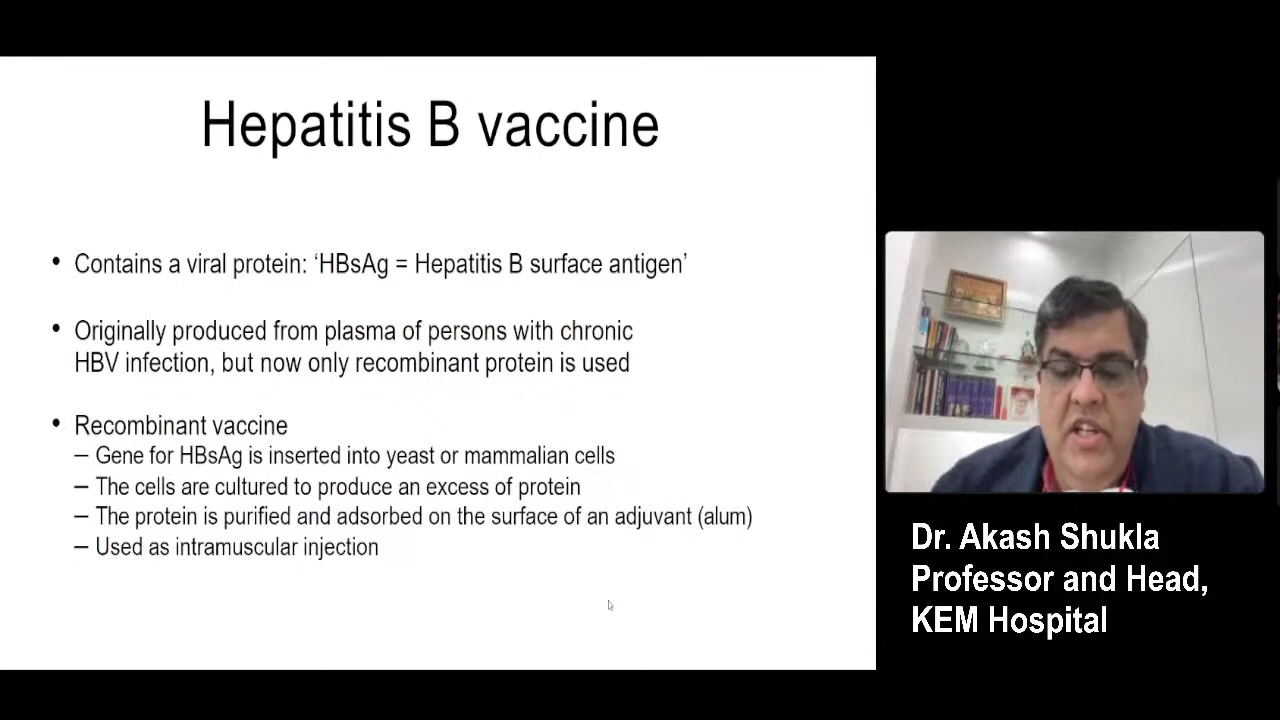 Hepatitis B vaccine
• Contains a viral protein: ‘HBsAg = Hepatitis B surface antigen’
• Originally produced from plasma of persons with chronic
HBV infection, but now only recombinant protein is used
• Recombinant vaccine
– Gene for HBsAg is inserted into yeast or mammalian cells
– The cells are cultured to produce an excess of protein
– The protein is purified and adsorbed on the surface of an adjuvant (alum)
– Used as intramuscular injection
Dr. Akash Shukla
Professor and Head,
KEM Hospital